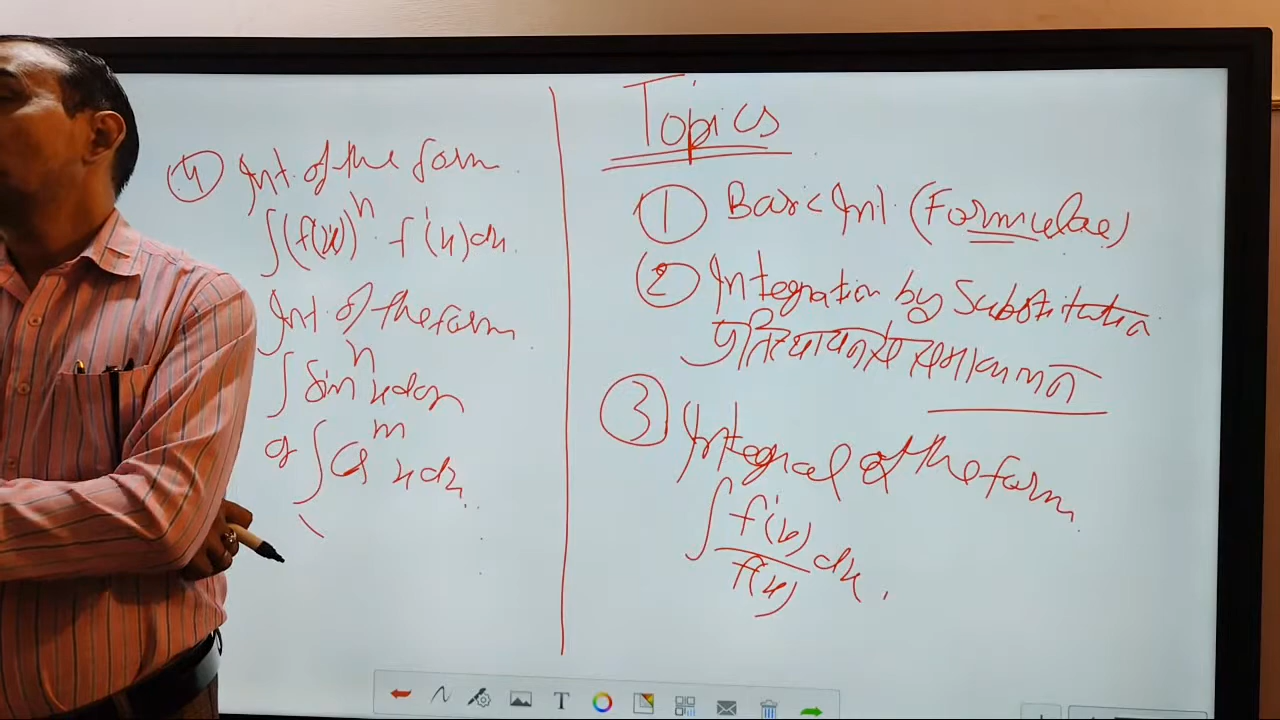 Topics
① Basic Int. (Formulae)
② Integration by Substitution
प्रतिस्थापन से समाकलन
③ Integral of the form
∫ f'(x)/f(x) dx.
④ Int. of the form
∫(f(x))ⁿ · f'(x)dx.
Int. of the form
∫ Sinⁿ x dx
or ∫ Cosᵐ x dx.
T